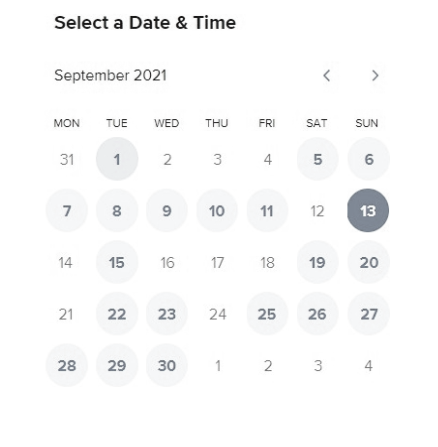 Select a Date & Time
September 2021
MON TUE WED THU FRI SAT SUN
31 1 2 3 4 5 6
7 8 9 10 11 12 13
14 15 16 17 18 19 20
21 22 23 24 25 26 27
28 29 30 1 2 3 4